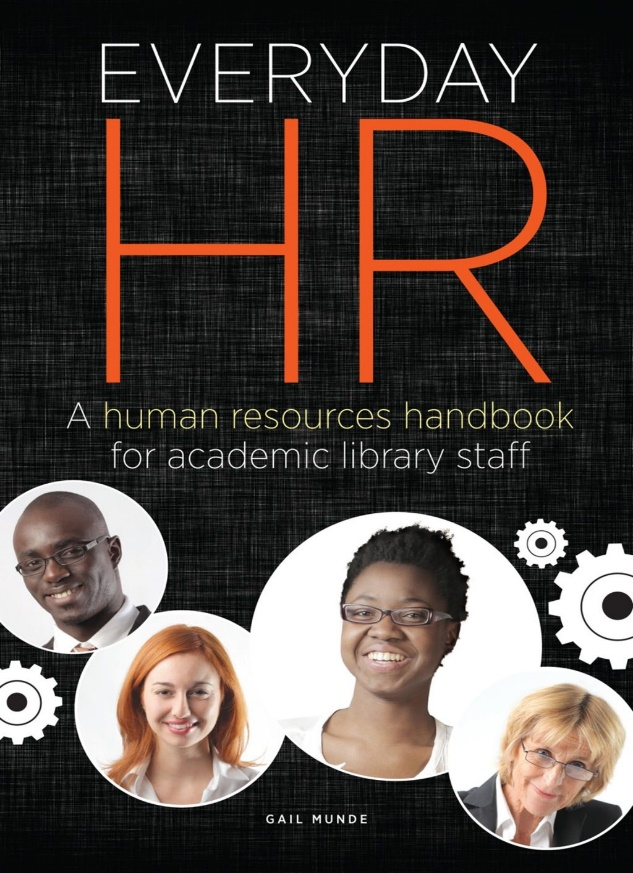 EVERYDAY
HR
A human resources handbook
for academic library staff
GAIL MUNDE